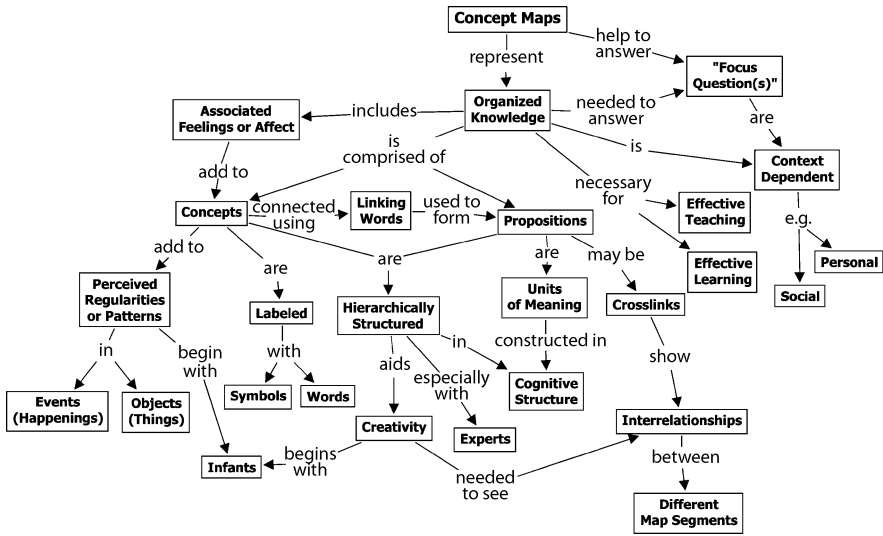 Concept Maps
help to
answer
represent
"Focus
Question(s)"
Organized
Knowledge
needed to
answer
includes
Associated
Feelings or Affect
are
is
comprised of
is
Context
Dependent
add to
necessary
for
Concepts
connected
using
Linking
Words
used to
form
Propositions
Effective
Teaching
e.g.
add to
are
are
are
may be
Effective
Learning
Personal
Social
Perceived
Regularities
or Patterns
Labeled
Hierarchically
Structured
Units
of Meaning
Crosslinks
in
begin
with
with
aids
in
constructed in
show
especially
with
Events
(Happenings)
Objects
(Things)
Symbols
Words
Cognitive
Structure
Creativity
Experts
Interrelationships
Infants
begins
with
needed
to see
between
Different
Map Segments